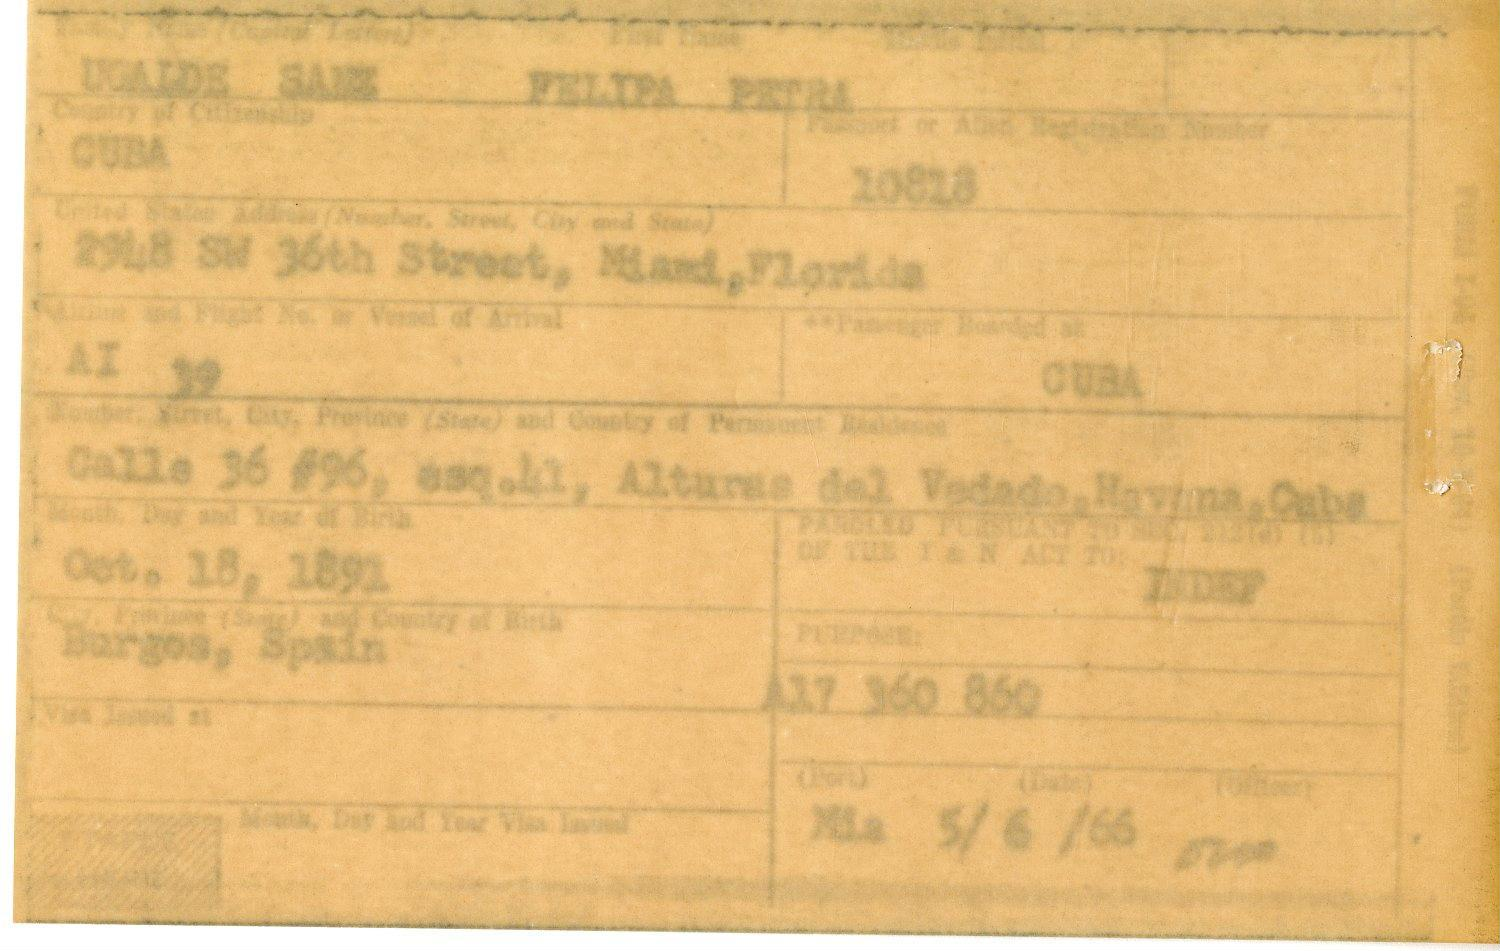 Family Name (Capital Letters) First Name Middle Initial
UGALDE SANZ FELIPA PETRA
Country of Citizenship
CUBA
Passport or Alien Registration Number
10818
United States Address (Number, Street, City and State)
2948 SW 36th Street, Miami,Florida
Airline and Flight No. or Vessel of Arrival
AI 39
**Passenger Boarded at
CUBA
Number, Street, City, Province (State) and Country of Permanent Residence
Calle 36 #96, esq.41, Alturas del Vedado,Havana,Cuba
Month, Day and Year of Birth
Oct. 18, 1891
PAROLED PURSUANT TO SEC. 212(d) (5)
OF THE I & N ACT TO:
INDEF
City, Province (State) and Country of Birth
Burgos, Spain
PURPOSE:
A17 360 860
Visa Issued at
Month, Day and Year Visa Issued
(Port) (Date) (Officer)
Mia 5/ 6 /66